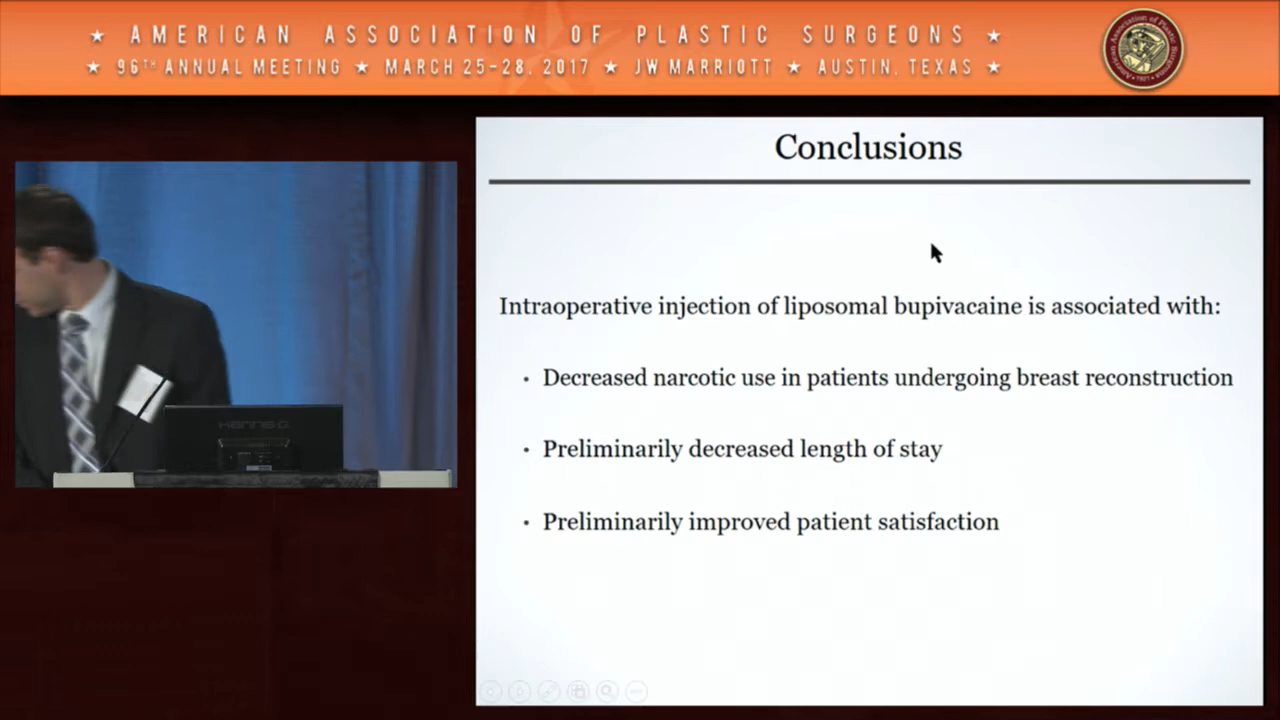 ★ AMERICAN ASSOCIATION OF PLASTIC SURGEONS ★
★ 96TH ANNUAL MEETING ★ MARCH 25-28, 2017 ★ JW MARRIOTT ★ AUSTIN, TEXAS ★
Conclusions
Intraoperative injection of liposomal bupivacaine is associated with:
• Decreased narcotic use in patients undergoing breast reconstruction
• Preliminarily decreased length of stay
• Preliminarily improved patient satisfaction